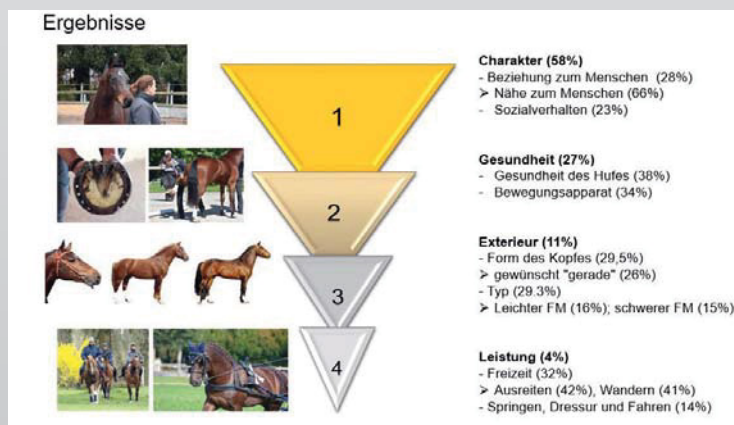 Ergebnisse
1
2
3
4
Charakter (58%)
- Beziehung zum Menschen (28%)
➢ Nähe zum Menschen (66%)
- Sozialverhalten (23%)
Gesundheit (27%)
- Gesundheit des Hufes (38%)
- Bewegungsapparat (34%)
Exterieur (11%)
- Form des Kopfes (29,5%)
➢ gewünscht "gerade" (26%)
- Typ (29.3%)
➢ Leichter FM (16%); schwerer FM (15%)
Leistung (4%)
- Freizeit (32%)
➢ Ausreiten (42%), Wandern (41%)
- Springen, Dressur und Fahren (14%)